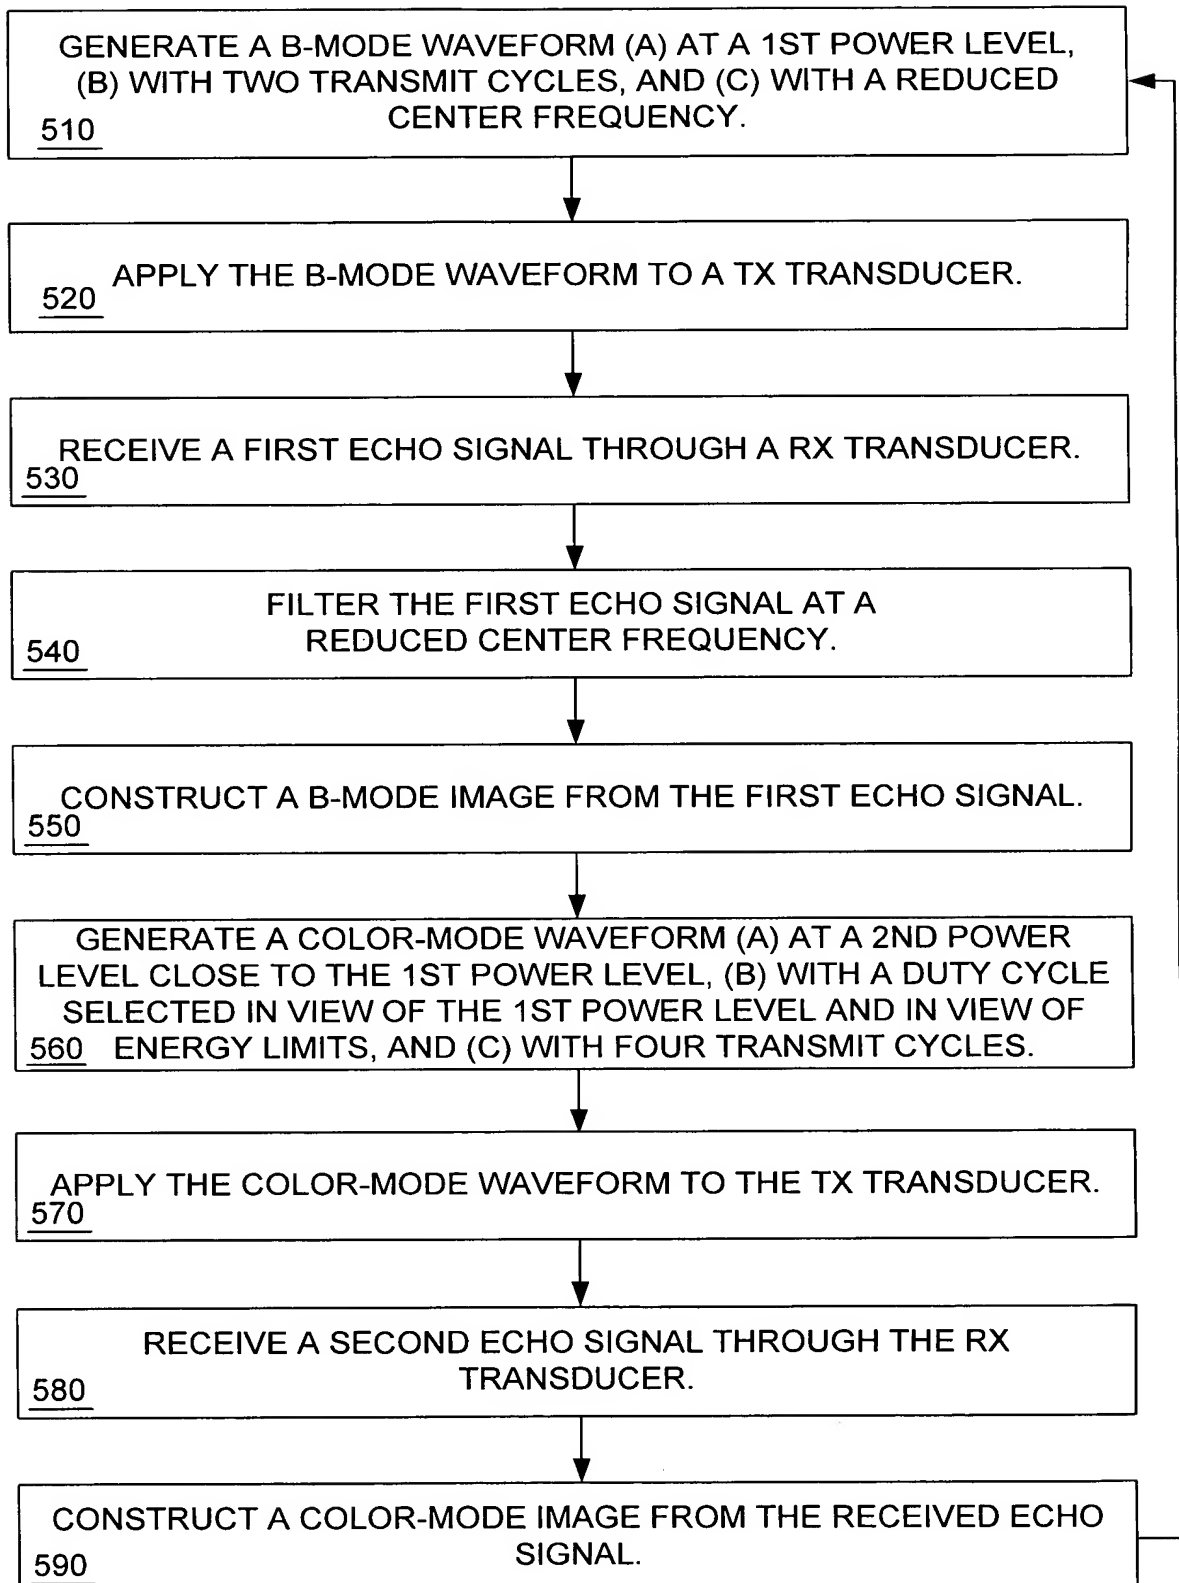 GENERATE A B-MODE WAVEFORM (A) AT A 1ST POWER LEVEL,
(B) WITH TWO TRANSMIT CYCLES, AND (C) WITH A REDUCED
CENTER FREQUENCY.
510
APPLY THE B-MODE WAVEFORM TO A TX TRANSDUCER.
520
RECEIVE A FIRST ECHO SIGNAL THROUGH A RX TRANSDUCER.
530
FILTER THE FIRST ECHO SIGNAL AT A
REDUCED CENTER FREQUENCY.
540
CONSTRUCT A B-MODE IMAGE FROM THE FIRST ECHO SIGNAL.
550
GENERATE A COLOR-MODE WAVEFORM (A) AT A 2ND POWER
LEVEL CLOSE TO THE 1ST POWER LEVEL, (B) WITH A DUTY CYCLE
SELECTED IN VIEW OF THE 1ST POWER LEVEL AND IN VIEW OF
560 ENERGY LIMITS, AND (C) WITH FOUR TRANSMIT CYCLES.
APPLY THE COLOR-MODE WAVEFORM TO THE TX TRANSDUCER.
570
RECEIVE A SECOND ECHO SIGNAL THROUGH THE RX
TRANSDUCER.
580
CONSTRUCT A COLOR-MODE IMAGE FROM THE RECEIVED ECHO
SIGNAL.
590